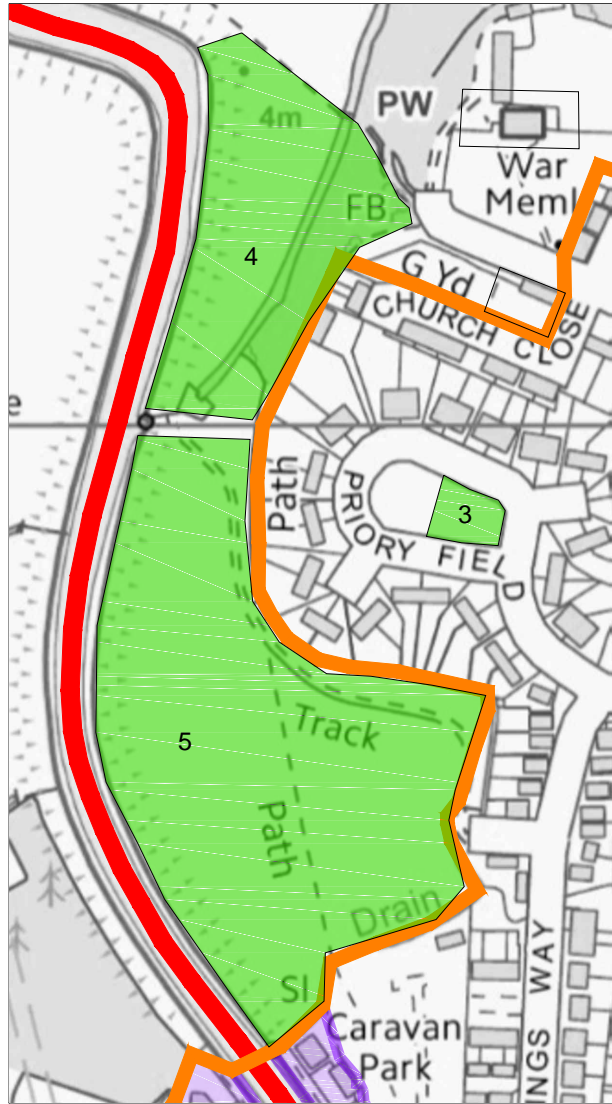 PW
4m
War
Meml
FB
4
G Yd
CHURCH CLOSE
e
Path
PRIORY FIELD
3
Track
5
Path
Drain
SI
Caravan
Park
INGS WAY